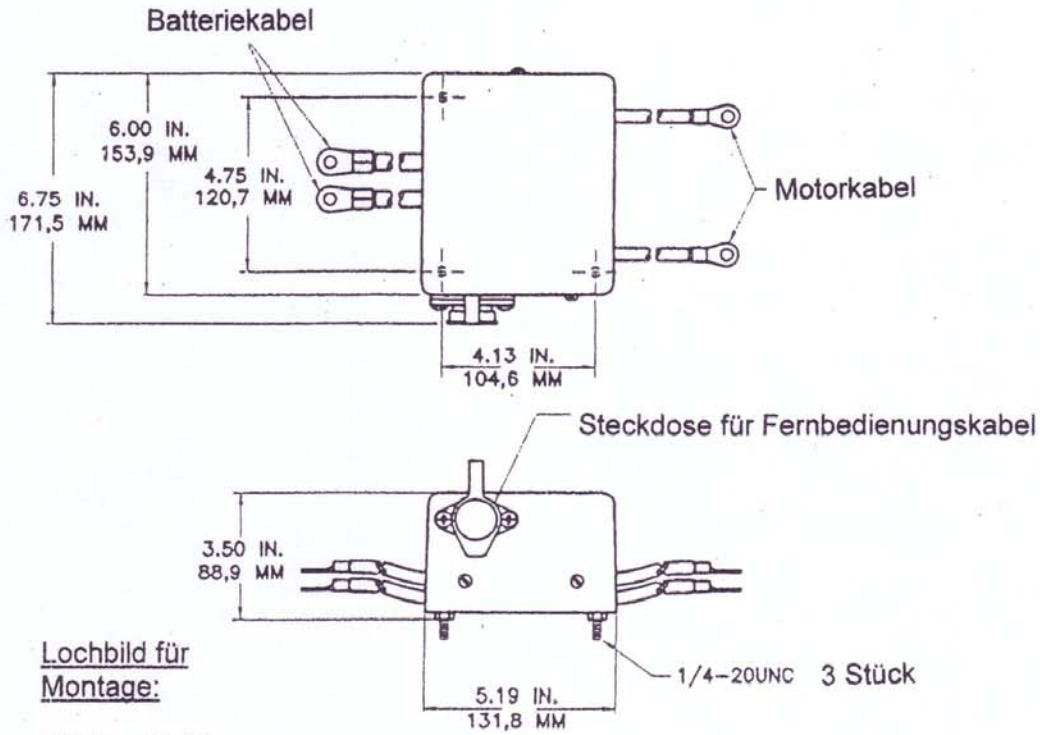 Batteriekabel
6.00 IN.
153,9 MM
4.75 IN.
120,7 MM
6.75 IN.
171,5 MM
Motorkabel
4.13 IN.
104,6 MM
Steckdose für Fernbedienungskabel
3.50 IN.
88,9 MM
Lochbild für
Montage:
1/4-20UNC 3 Stück
5.19 IN.
131,8 MM